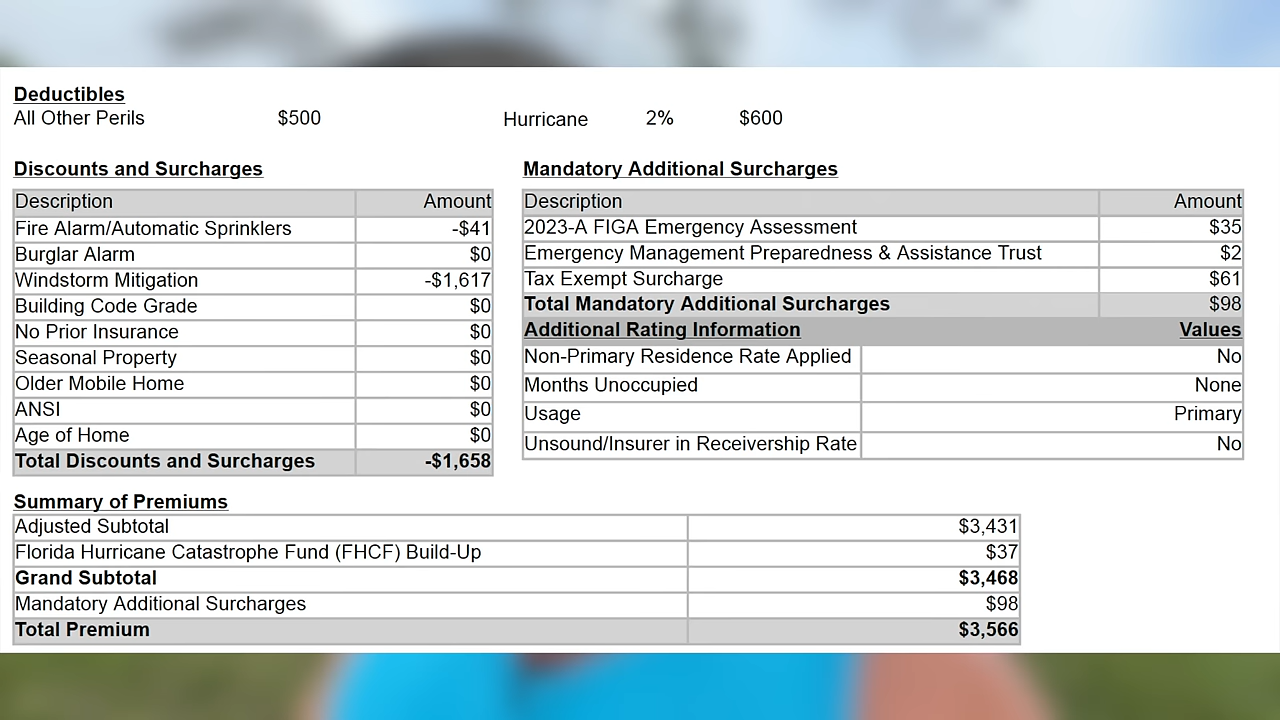 Deductibles
All Other Perils $500 Hurricane 2% $600
Discounts and Surcharges
Description Amount
Fire Alarm/Automatic Sprinklers -$41
Burglar Alarm $0
Windstorm Mitigation -$1,617
Building Code Grade $0
No Prior Insurance $0
Seasonal Property $0
Older Mobile Home $0
ANSI $0
Age of Home $0
Total Discounts and Surcharges -$1,658
Mandatory Additional Surcharges
Description Amount
2023-A FIGA Emergency Assessment $35
Emergency Management Preparedness & Assistance Trust $2
Tax Exempt Surcharge $61
Total Mandatory Additional Surcharges $98
Additional Rating Information Values
Non-Primary Residence Rate Applied No
Months Unoccupied None
Usage Primary
Unsound/Insurer in Receivership Rate No
Summary of Premiums
Adjusted Subtotal $3,431
Florida Hurricane Catastrophe Fund (FHCF) Build-Up $37
Grand Subtotal $3,468
Mandatory Additional Surcharges $98
Total Premium $3,566